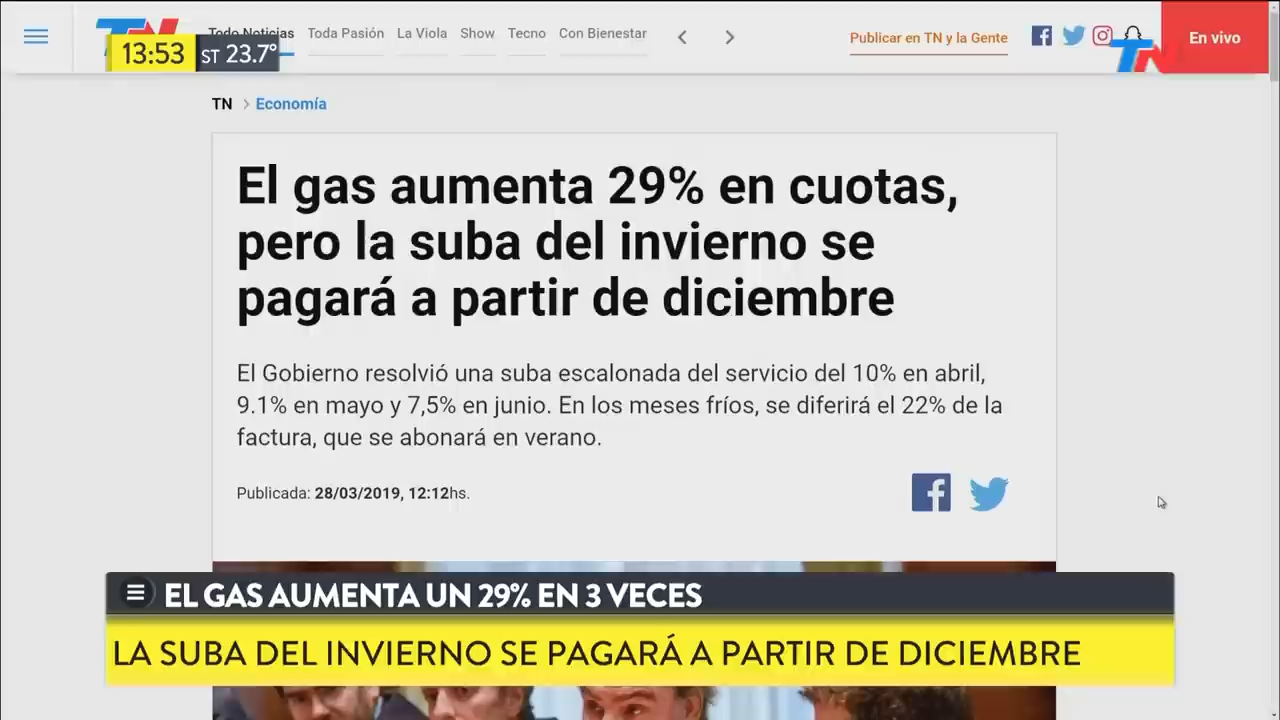 TN
Todo Noticias
Toda Pasión
La Viola
Show
Tecno
Con Bienestar
Publicar en TN y la Gente
TN
En vivo
13:53
ST 23.7°
TN > Economía
El gas aumenta 29% en cuotas,
pero la suba del invierno se
pagará a partir de diciembre
El Gobierno resolvió una suba escalonada del servicio del 10% en abril,
9.1% en mayo y 7,5% en junio. En los meses fríos, se diferirá el 22% de la
factura, que se abonará en verano.
Publicada: 28/03/2019, 12:12hs.
EL GAS AUMENTA UN 29% EN 3 VECES
LA SUBA DEL INVIERNO SE PAGARÁ A PARTIR DE DICIEMBRE